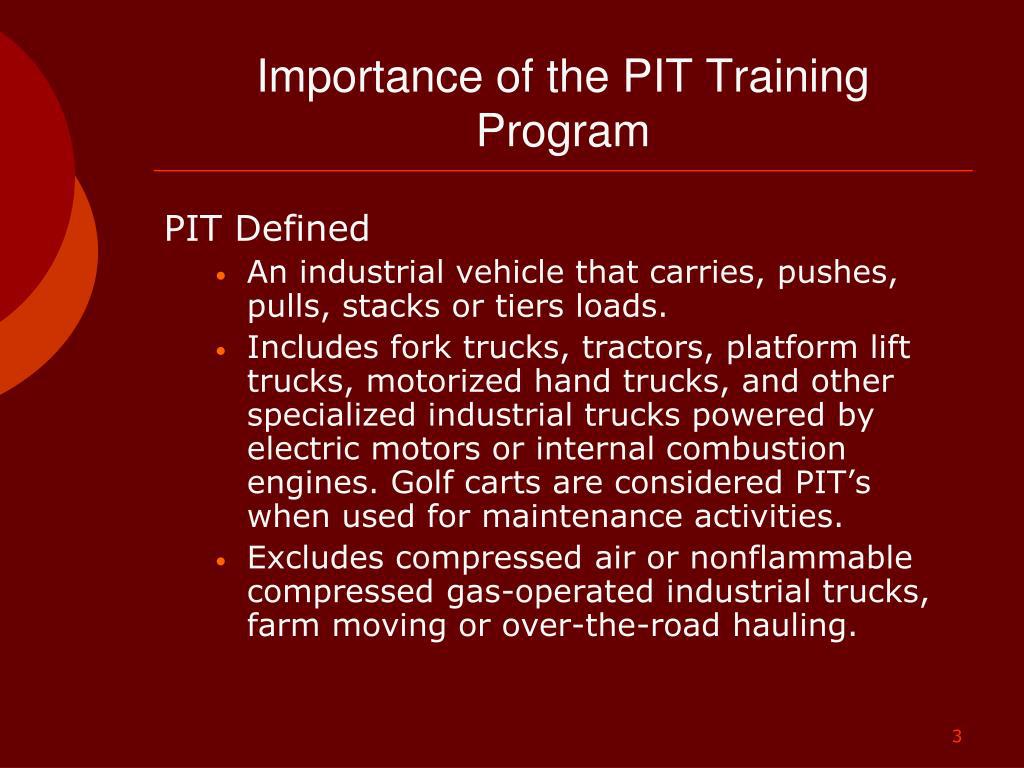 Importance of the PIT Training
Program
PIT Defined
• An industrial vehicle that carries, pushes,
pulls, stacks or tiers loads.
• Includes fork trucks, tractors, platform lift
trucks, motorized hand trucks, and other
specialized industrial trucks powered by
electric motors or internal combustion
engines. Golf carts are considered PIT’s
when used for maintenance activities.
• Excludes compressed air or nonflammable
compressed gas-operated industrial trucks,
farm moving or over-the-road hauling.
3